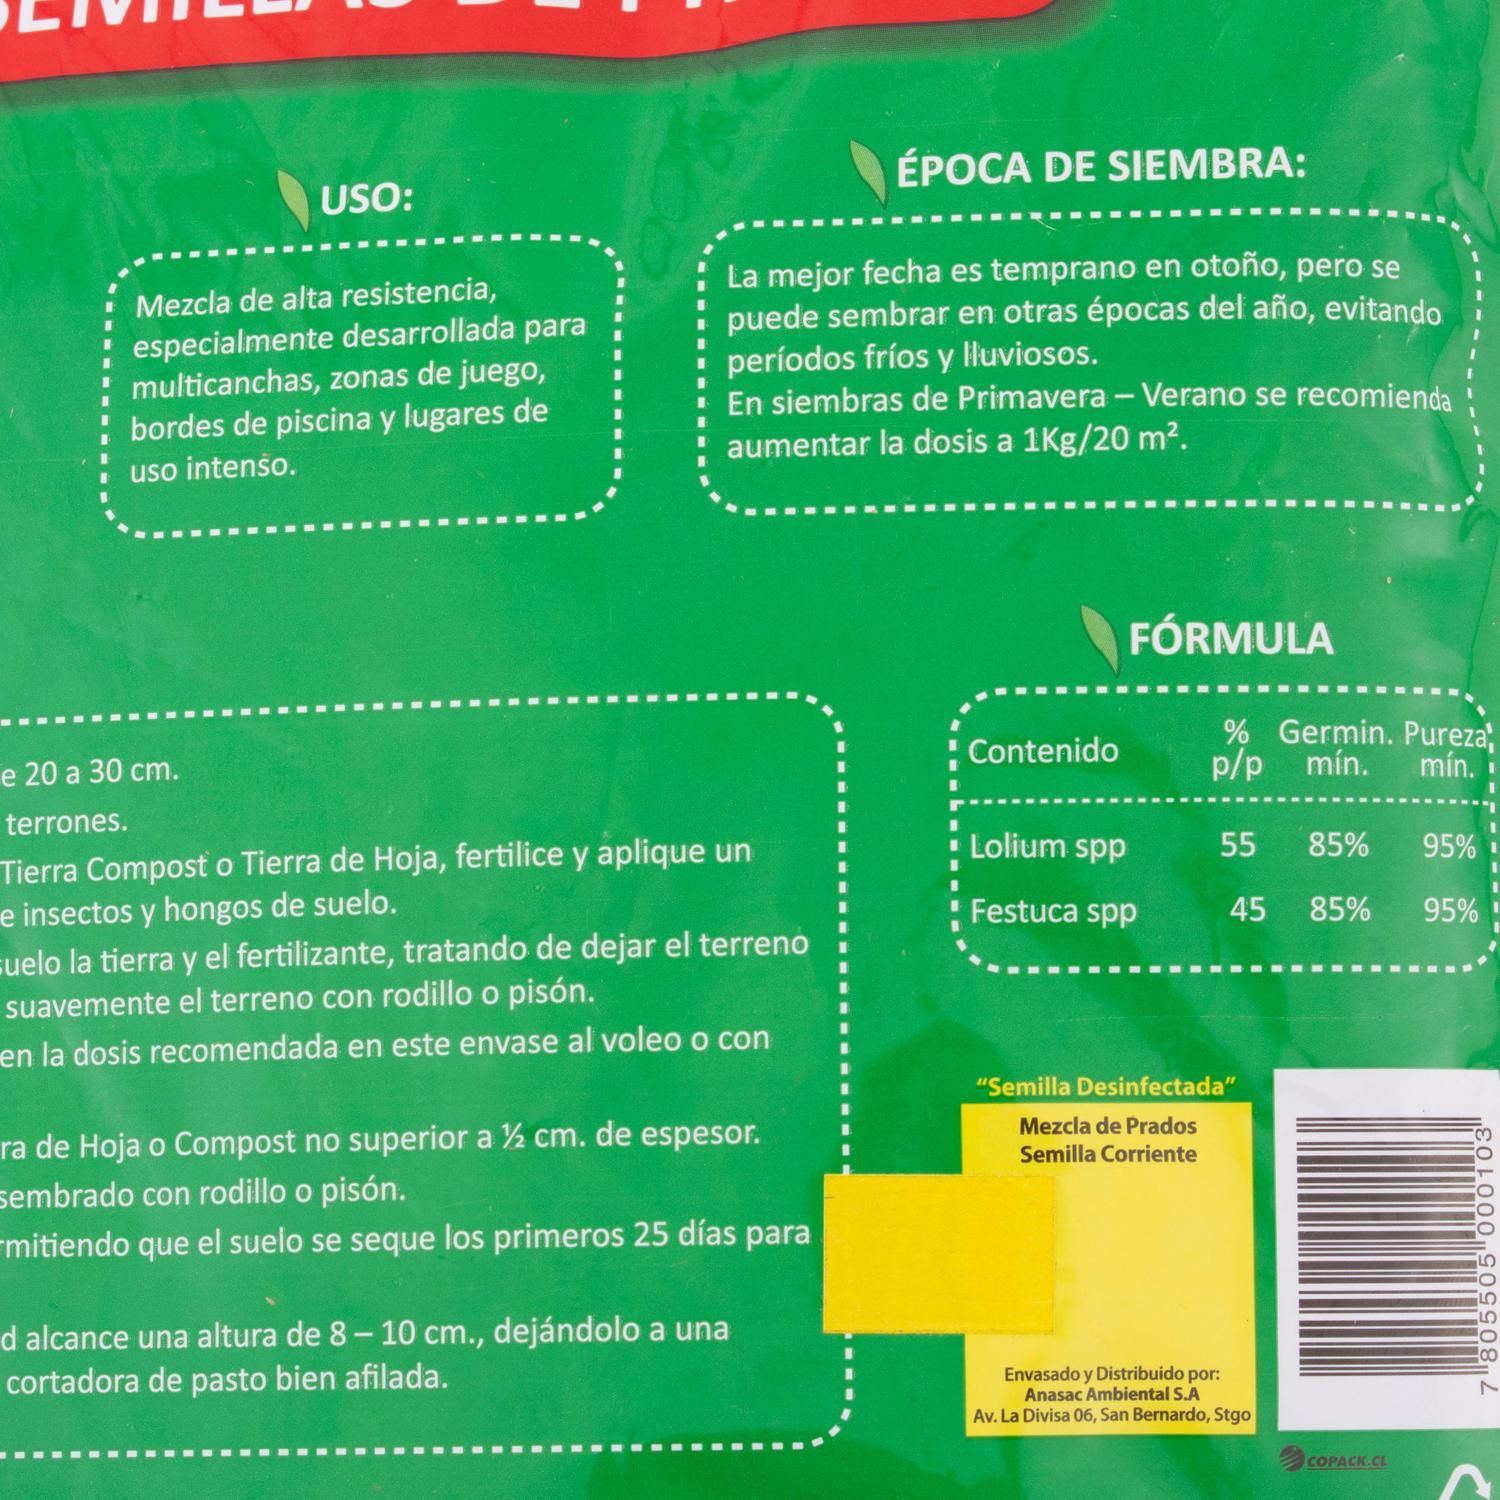 SEMILLAS DE
USO:
Mezcla de alta resistencia,
especialmente desarrollada para
multicanchas, zonas de juego,
bordes de piscina y lugares de
uso intenso.
ÉPOCA DE SIEMBRA:
La mejor fecha es temprano en otoño, pero se
puede sembrar en otras épocas del año, evitando
períodos fríos y lluviosos.
En siembras de Primavera – Verano se recomienda
aumentar la dosis a 1Kg/20 m².
e 20 a 30 cm.
terrones.
Tierra Compost o Tierra de Hoja, fertilice y aplique un
e insectos y hongos de suelo.
suelo la tierra y el fertilizante, tratando de dejar el terreno
suavemente el terreno con rodillo o pisón.
en la dosis recomendada en este envase al voleo o con
ra de Hoja o Compost no superior a ½ cm. de espesor.
sembrado con rodillo o pisón.
rmitiendo que el suelo se seque los primeros 25 días para
d alcance una altura de 8 – 10 cm., dejándolo a una
cortadora de pasto bien afilada.
FÓRMULA
Contenido % p/p Germin. mín. Pureza mín.
Lolium spp 55 85% 95%
Festuca spp 45 85% 95%
“Semilla Desinfectada”
Mezcla de Prados
Semilla Corriente
Envasado y Distribuido por:
Anasac Ambiental S.A
Av. La Divisa 06, San Bernardo, Stgo
7 805505 000103
COPACK.CL